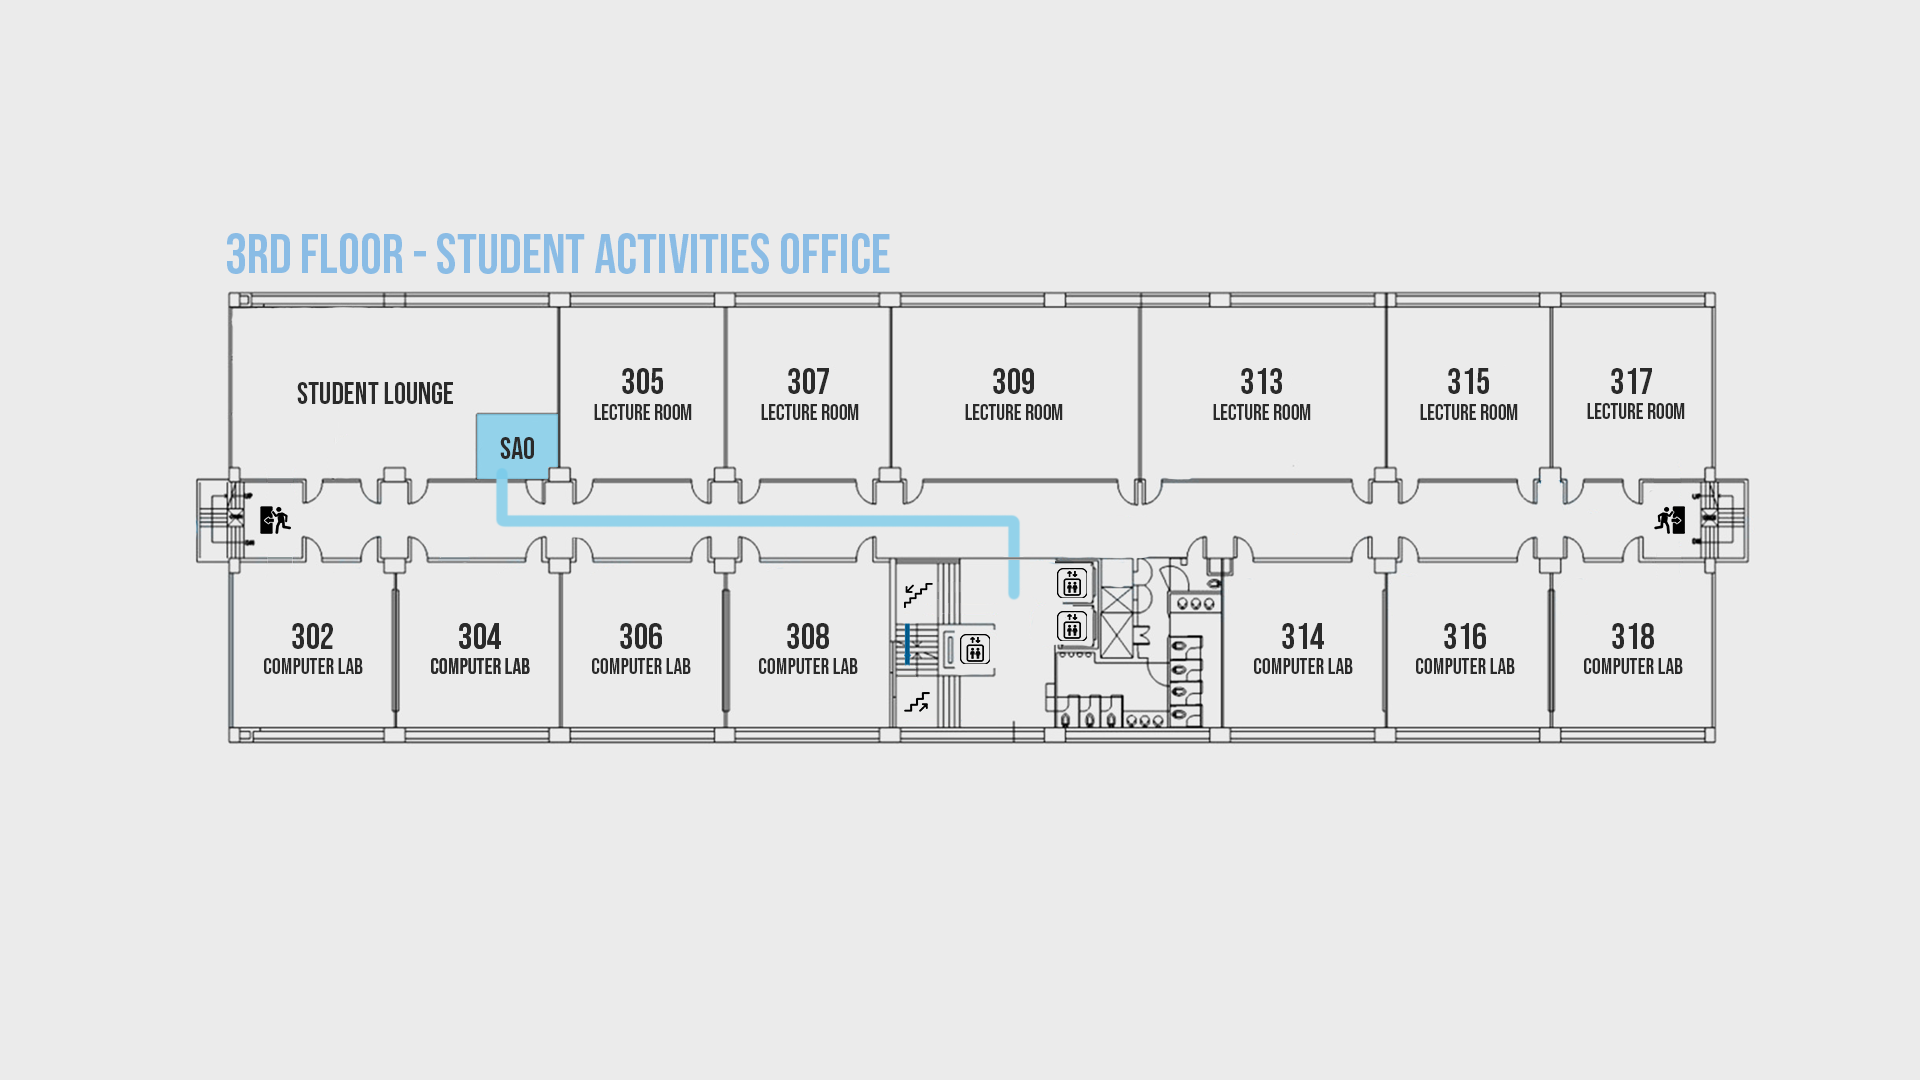 3RD FLOOR - STUDENT ACTIVITIES OFFICE
STUDENT LOUNGE
SAO
305
LECTURE ROOM
307
LECTURE ROOM
309
LECTURE ROOM
313
LECTURE ROOM
315
LECTURE ROOM
317
LECTURE ROOM
302
COMPUTER LAB
304
COMPUTER LAB
306
COMPUTER LAB
308
COMPUTER LAB
314
COMPUTER LAB
316
COMPUTER LAB
318
COMPUTER LAB